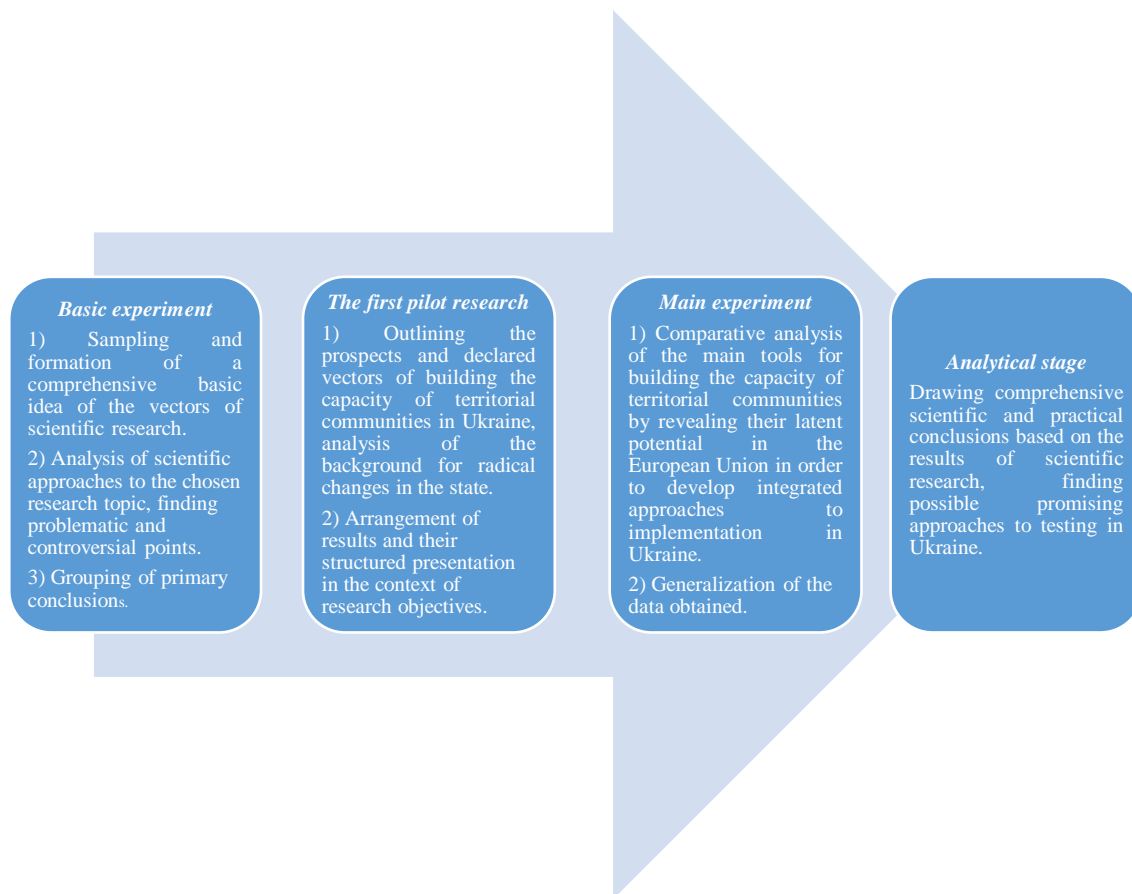 Basic experiment
1) Sampling and
formation of a
comprehensive basic
idea of the vectors of
scientific research.
2) Analysis of scientific
approaches to the chosen
research topic, finding
problematic and
controversial points.
3) Grouping of primary
conclusions.
The first pilot research
1) Outlining the
prospects and declared
vectors of building the
capacity of territorial
communities in Ukraine,
analysis of the
background for radical
changes in the state.
2) Arrangement of
results and their
structured presentation
in the context of
research objectives.
Main experiment
1) Comparative analysis
of the main tools for
building the capacity of
territorial communities
by revealing their latent
potential in the
European Union in order
to develop integrated
approaches to
implementation in
Ukraine.
2) Generalization of the
data obtained.
Analytical stage
Drawing comprehensive
scientific and practical
conclusions based on the
results of scientific
research, finding
possible promising
approaches to testing in
Ukraine.